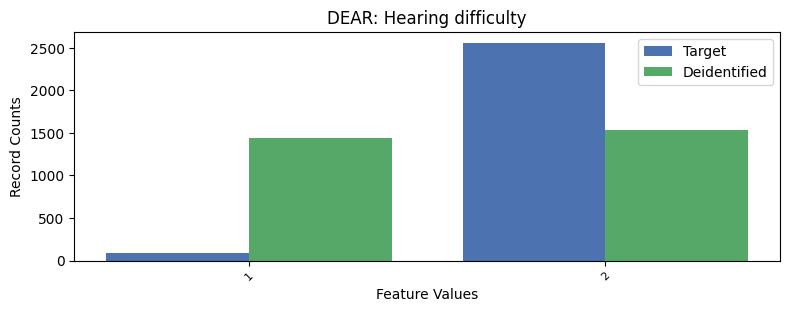 DEAR: Hearing difficulty
Target
Deidentified
Record Counts
2500
2000
1500
1000
500
0
1
2
Feature Values